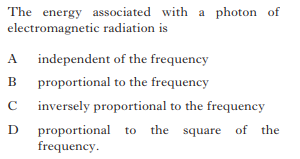 The energy associated with a photon of
electromagnetic radiation is
A independent of the frequency
B proportional to the frequency
C inversely proportional to the frequency
D proportional to the square of the
frequency.